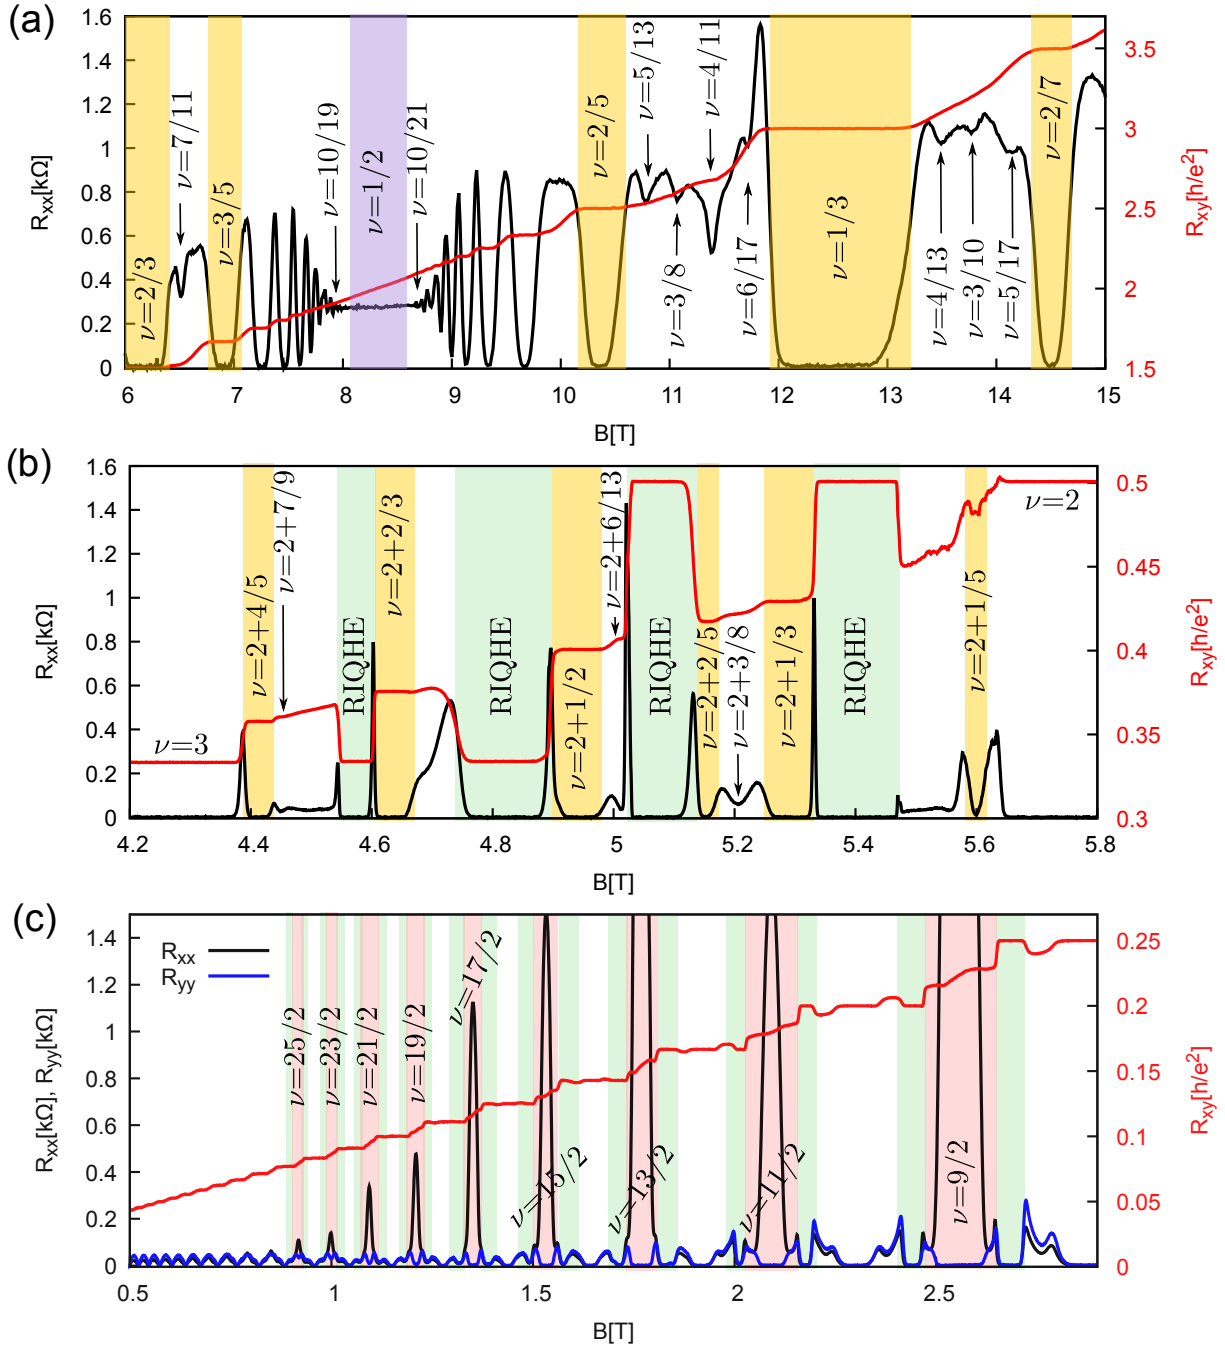 (a)
1.6
1.4
1.2
1
0.8
0.6
0.4
0.2
0
R_xx[kΩ]
ν=2/3
ν=7/11
ν=3/5
ν=10/19
ν=1/2
ν=10/21
ν=2/5
ν=5/13
ν=3/8
ν=4/11
ν=6/17
ν=1/3
ν=4/13
ν=3/10
ν=5/17
ν=2/7
3.5
3
2.5
2
1.5
R_xy[h/e²]
6 7 8 9 10 11 12 13 14 15
B[T]
(b)
1.6
1.4
1.2
1
0.8
0.6
0.4
0.2
0
R_xx[kΩ]
ν=3
ν=2+4/5
ν=2+7/9
RIQHE
ν=2+2/3
RIQHE
ν=2+1/2
ν=2+6/13
RIQHE
ν=2+2/5
ν=2+3/8
ν=2+1/3
RIQHE
ν=2+1/5
ν=2
0.5
0.45
0.4
0.35
0.3
R_xy[h/e²]
4.2 4.4 4.6 4.8 5 5.2 5.4 5.6 5.8
B[T]
(c)
1.4
1.2
1
0.8
0.6
0.4
0.2
0
R_xx[kΩ], R_yy[kΩ]
R_xx
R_yy
ν=25/2
ν=23/2
ν=21/2
ν=19/2
ν=17/2
ν=15/2
ν=13/2
ν=11/2
ν=9/2
0.25
0.2
0.15
0.1
0.05
0
R_xy[h/e²]
0.5 1 1.5 2 2.5
B[T]